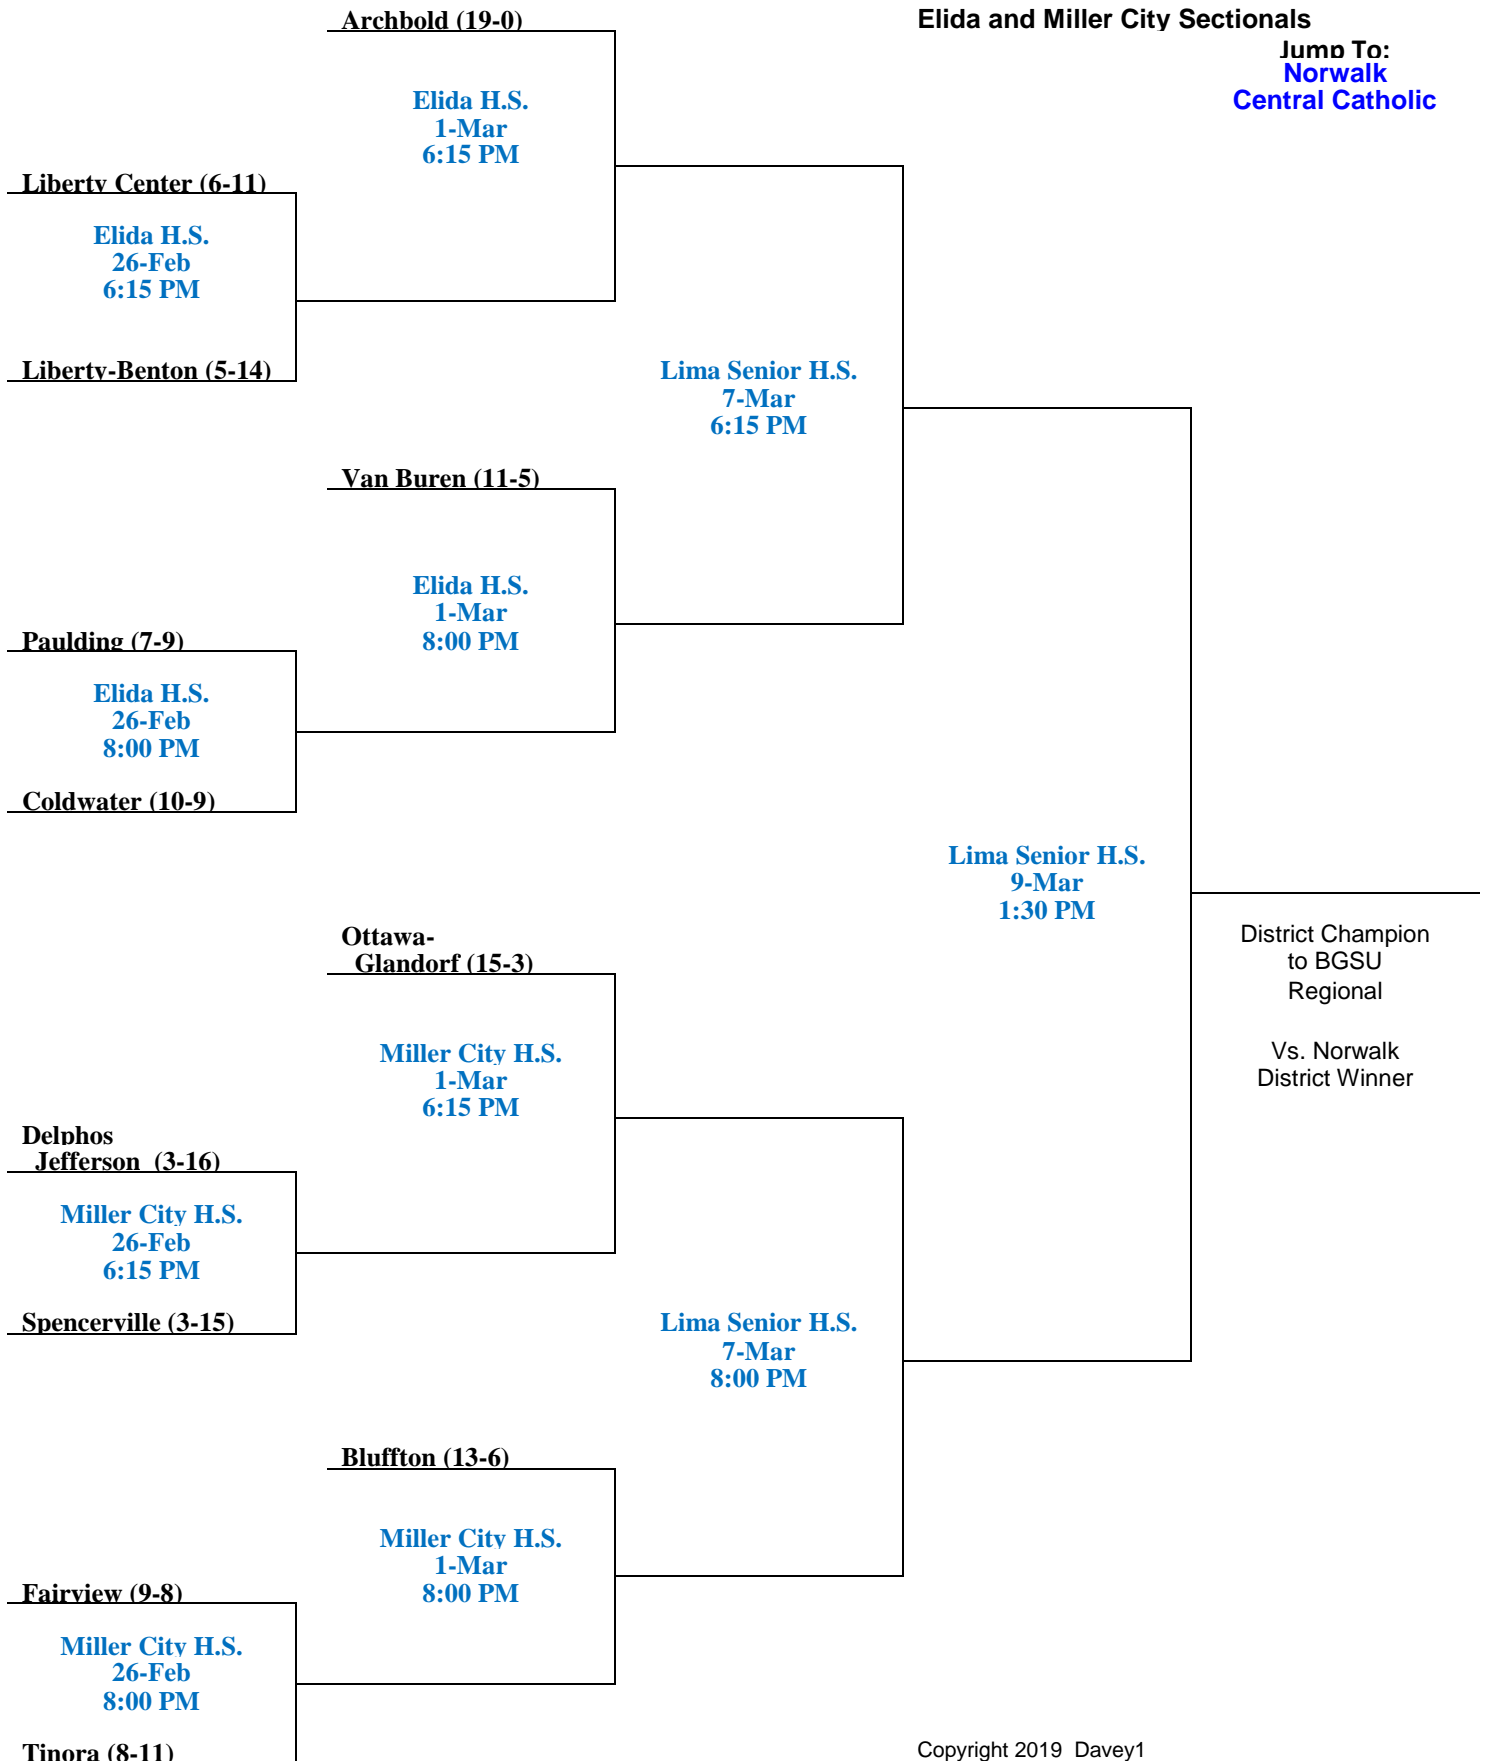 Archbold (19-0)
Elida and Miller City Sectionals
Jump To:
Norwalk
Central Catholic
Elida H.S.
1-Mar
6:15 PM
Liberty Center (6-11)
Elida H.S.
26-Feb
6:15 PM
Liberty-Benton (5-14)
Lima Senior H.S.
7-Mar
6:15 PM
Van Buren (11-5)
Elida H.S.
1-Mar
8:00 PM
Paulding (7-9)
Elida H.S.
26-Feb
8:00 PM
Coldwater (10-9)
Lima Senior H.S.
9-Mar
1:30 PM
District Champion
to BGSU
Regional
Vs. Norwalk
District Winner
Ottawa-
Glandorf (15-3)
Miller City H.S.
1-Mar
6:15 PM
Delphos
Jefferson (3-16)
Miller City H.S.
26-Feb
6:15 PM
Spencerville (3-15)
Lima Senior H.S.
7-Mar
8:00 PM
Bluffton (13-6)
Miller City H.S.
1-Mar
8:00 PM
Fairview (9-8)
Miller City H.S.
26-Feb
8:00 PM
Tinora (8-11)
Copyright 2019 Davey1